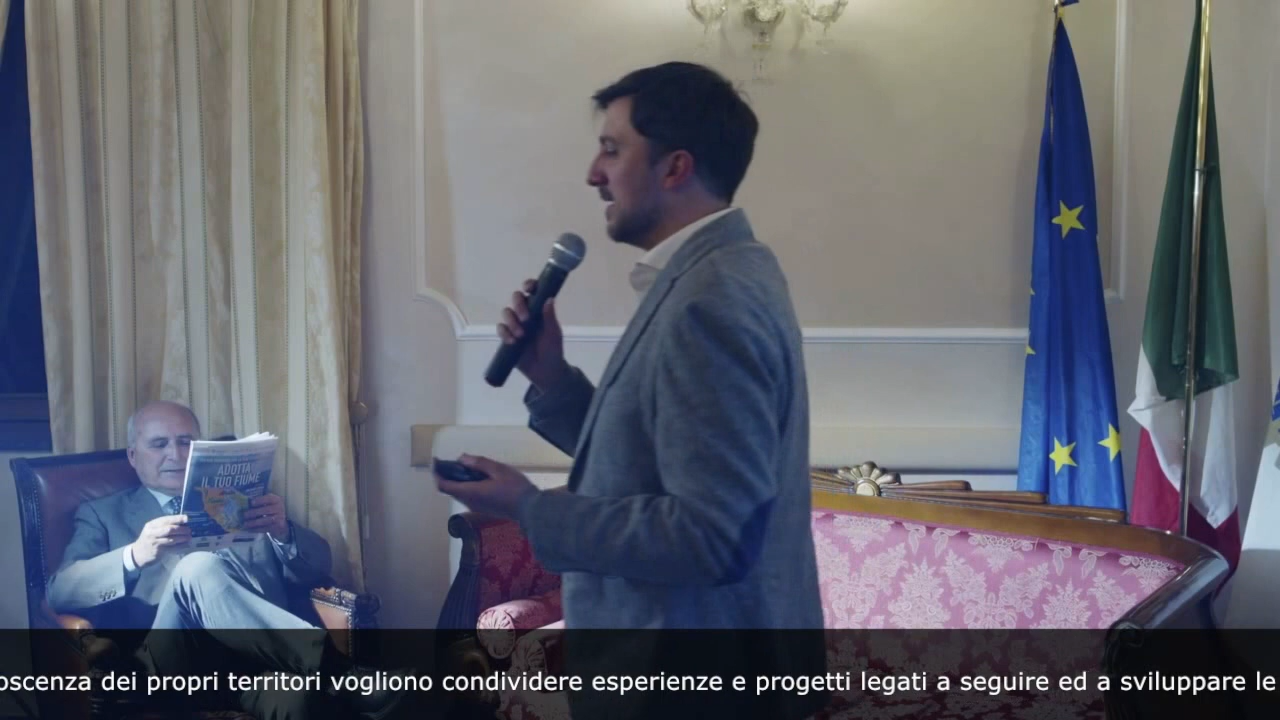 ADOTTA
IL TUO FIUME
oscenza dei propri territori vogliono condividere esperienze e progetti legati a seguire ed a sviluppare le